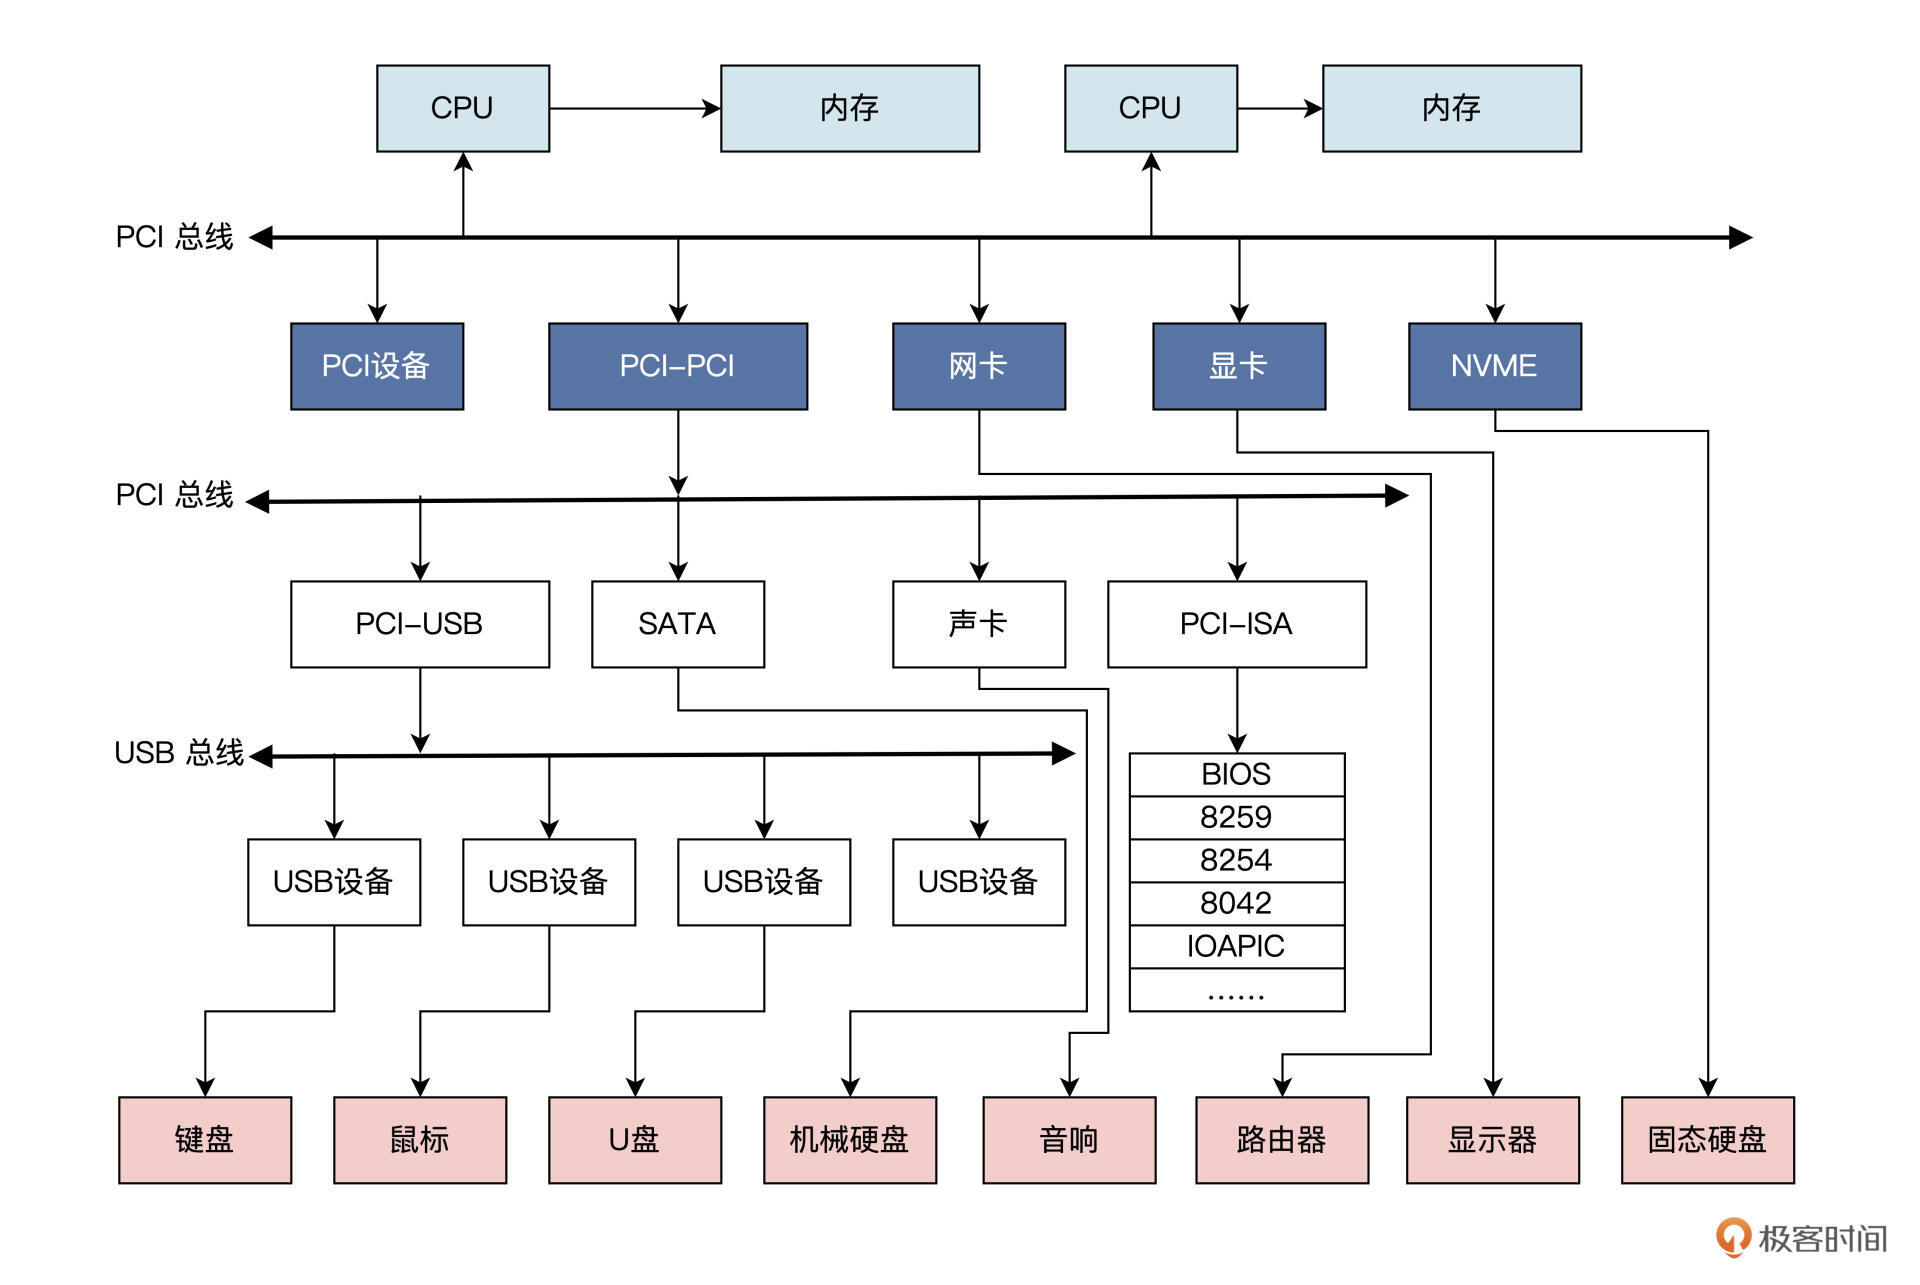 CPU
内存
CPU
内存
PCI 总线
PCI设备
PCI-PCI
网卡
显卡
NVME
PCI 总线
PCI-USB
SATA
声卡
PCI-ISA
USB 总线
BIOS
8259
8254
8042
IOAPIC
......
USB设备
USB设备
USB设备
USB设备
键盘
鼠标
U盘
机械硬盘
音响
路由器
显示器
固态硬盘
极客时间